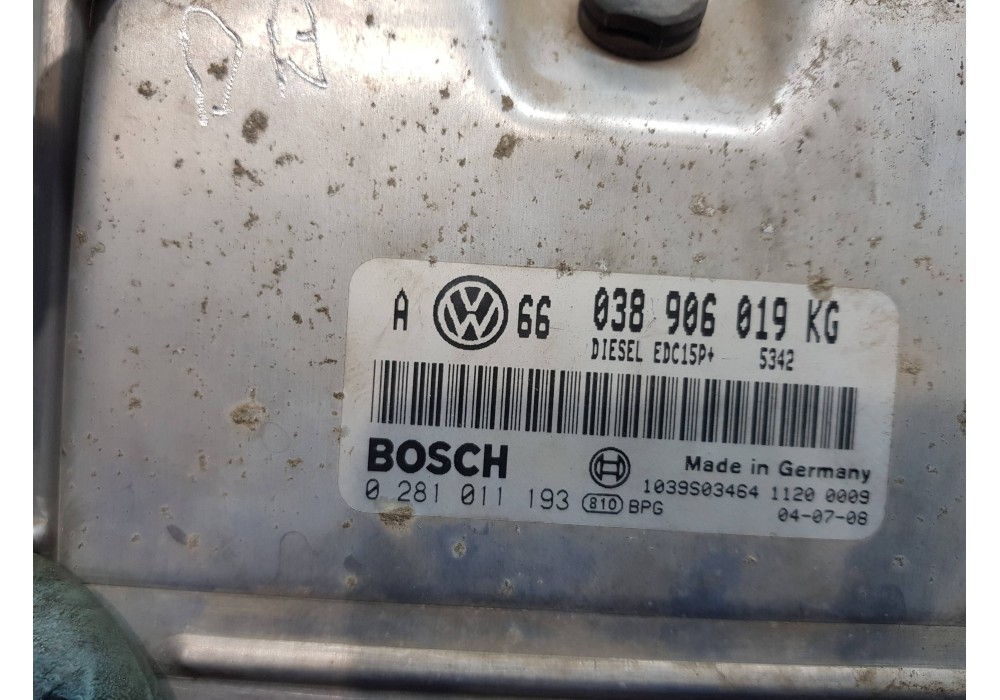 A VW 66 038 906 019 KG
DIESEL EDC15P+ 5342
BOSCH Made in Germany
0 281 011 193 810 BPG 1039S03464 1120 0009
04-07-08